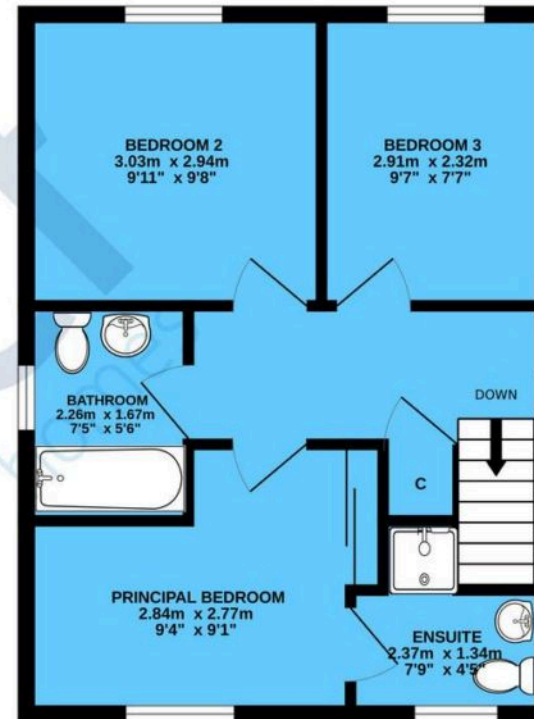 BEDROOM 2
3.03m x 2.94m
9'11" x 9'8"
BEDROOM 3
2.91m x 2.32m
9'7" x 7'7"
BATHROOM
2.26m x 1.67m
7'5" x 5'6"
DOWN
C
PRINCIPAL BEDROOM
2.84m x 2.77m
9'4" x 9'1"
ENSUITE
2.37m x 1.34m
7'9" x 4'5"
homes